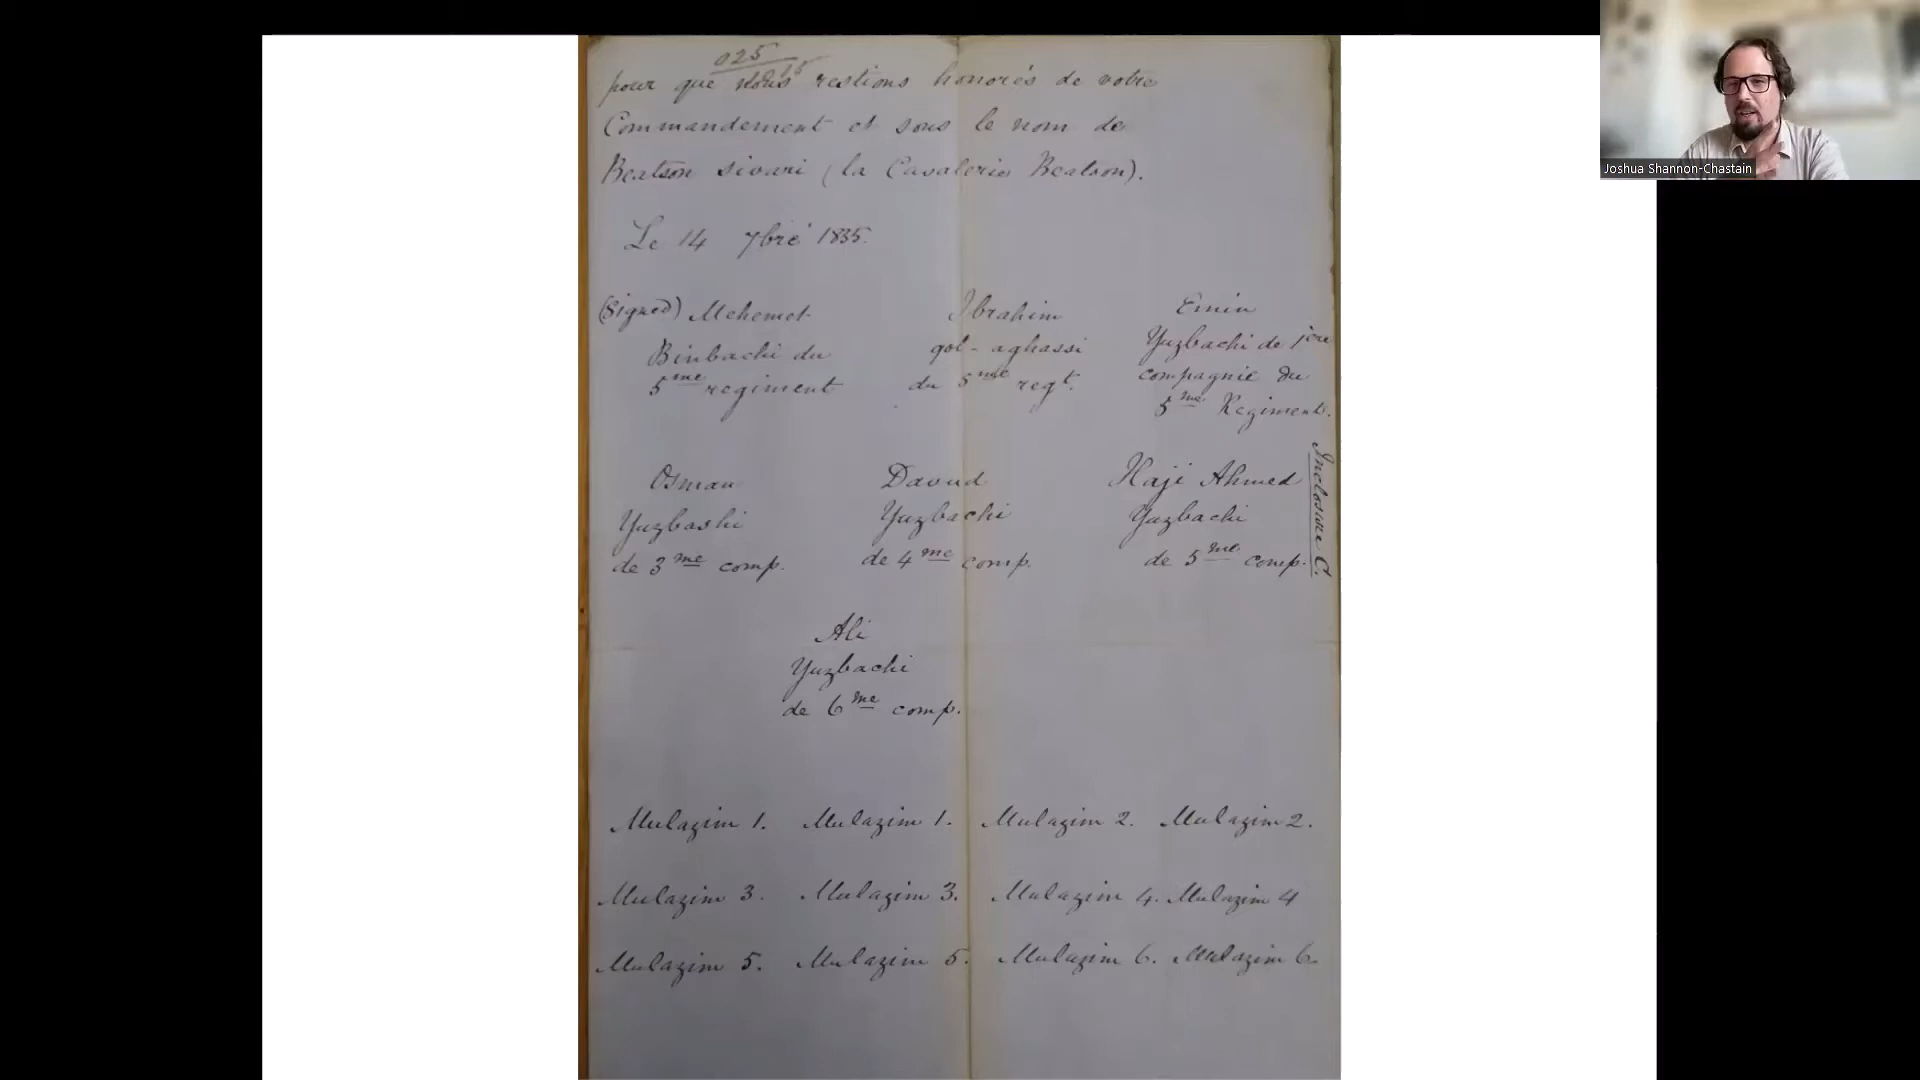 025
15
pour que nous restions honorés de votre
Commandement et sous le nom de
Beatson sivari (la Cavalerie Beatson).
Le 14 7bre 1835.
(Signed) Mehemet
Binbachi du
5me regiment
Ibrahim
gol-aghassi
du 5me regt.
Emin
Yuzbachi de 1ere
compagnie du
5me Regiment.
Osman
Yuzbashi
de 3me comp.
Davud
Yuzbachi
de 4me comp.
Haji Ahmed
Yuzbachi
de 5me comp.
Inclosure C.
Ali
Yuzbachi
de 6me comp.
Mulazim 1. Mulazim 1. Mulazim 2. Mulazim 2.
Mulazim 3. Mulazim 3. Mulazim 4. Mulazim 4
Mulazim 5. Mulazim 5. Mulazim 6. Mulazim 6.
Joshua Shannon-Chastain